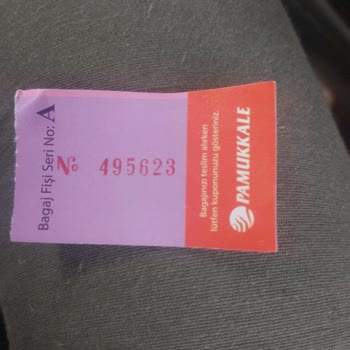 Bagaj Fişi Seri No: A
№ 495623
Bagajınızı teslim alırken
lütfen kuponunuzu gösteriniz.
PAMUKKALE